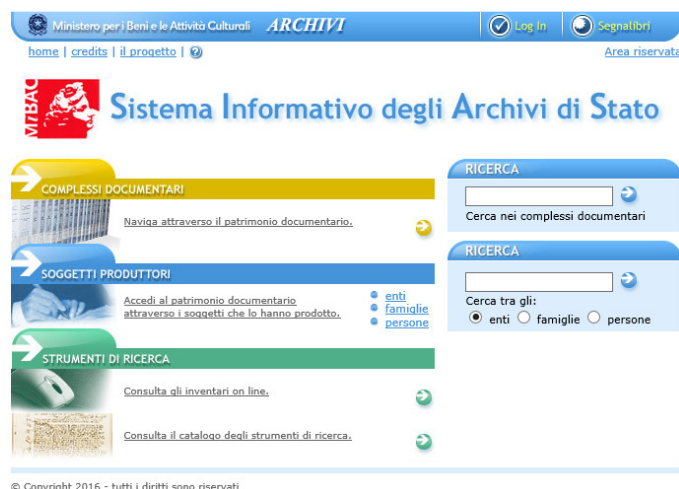 Ministero per i Beni e le Attività Culturali ARCHIVI Log In Segnalibri
home | credits | il progetto | ? Area riservata
MiBAC
Sistema Informativo degli Archivi di Stato
COMPLESSI DOCUMENTARI
Naviga attraverso il patrimonio documentario.
SOGGETTI PRODUTTORI
Accedi al patrimonio documentario
attraverso i soggetti che lo hanno prodotto.
enti
famiglie
persone
STRUMENTI DI RICERCA
Consulta gli inventari on line.
Consulta il catalogo degli strumenti di ricerca.
RICERCA
Cerca nei complessi documentari
RICERCA
Cerca tra gli:
enti famiglie persone
© Copyright 2016 - tutti i diritti sono riservati